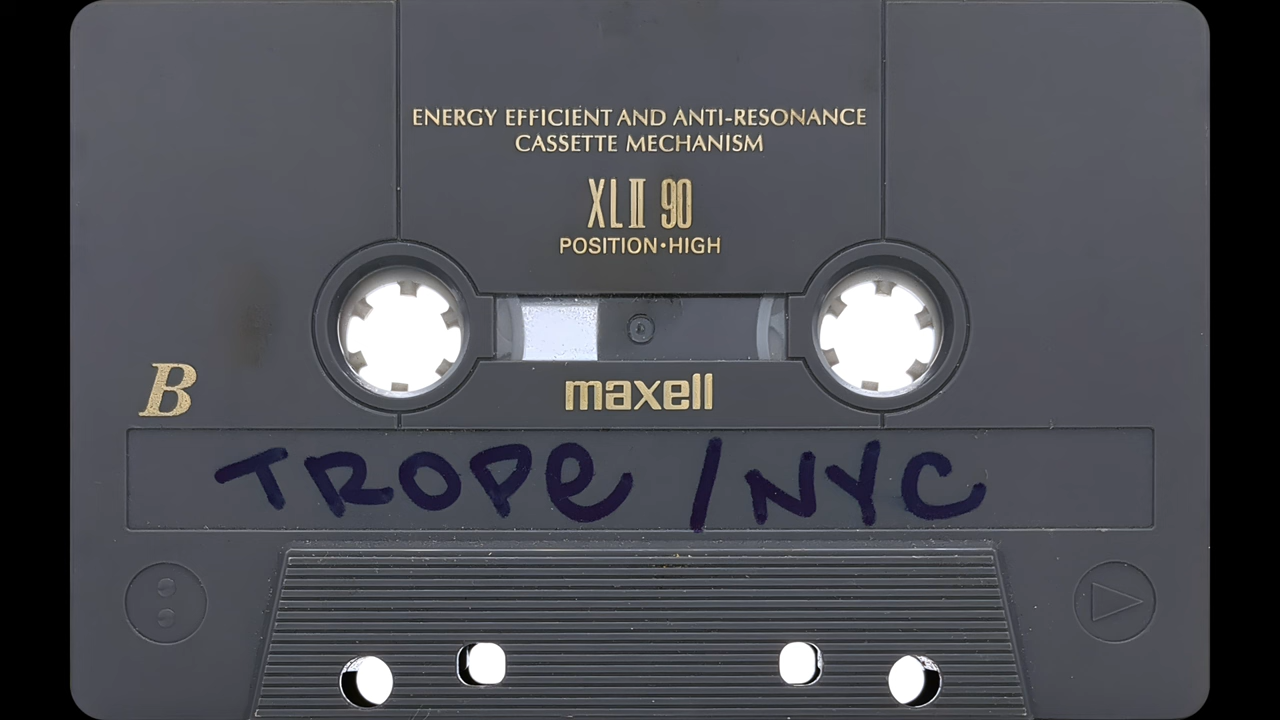 ENERGY EFFICIENT AND ANTI-RESONANCE
CASSETTE MECHANISM
XLII 90
POSITION•HIGH
maxell
B
TROPE / NYC